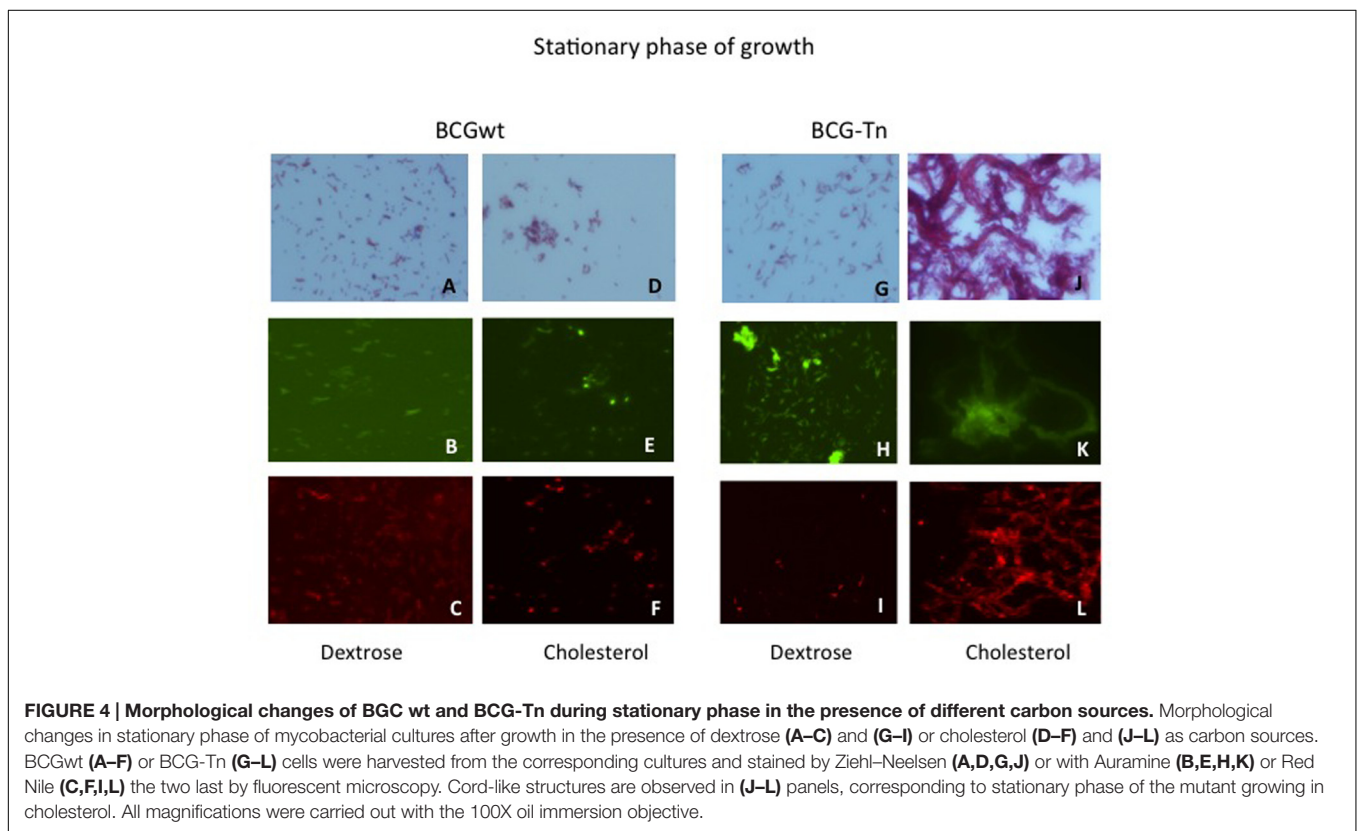 Stationary phase of growth
BCGwt BCG-Tn
A D G J
B E H K
C F I L
Dextrose Cholesterol Dextrose Cholesterol
FIGURE 4 | Morphological changes of BGC wt and BCG-Tn during stationary phase in the presence of different carbon sources. Morphological
changes in stationary phase of mycobacterial cultures after growth in the presence of dextrose (A–C) and (G–I) or cholesterol (D–F) and (J–L) as carbon sources.
BCGwt (A–F) or BCG-Tn (G–L) cells were harvested from the corresponding cultures and stained by Ziehl–Neelsen (A,D,G,J) or with Auramine (B,E,H,K) or Red
Nile (C,F,I,L) the two last by fluorescent microscopy. Cord-like structures are observed in (J–L) panels, corresponding to stationary phase of the mutant growing in
cholesterol. All magnifications were carried out with the 100X oil immersion objective.